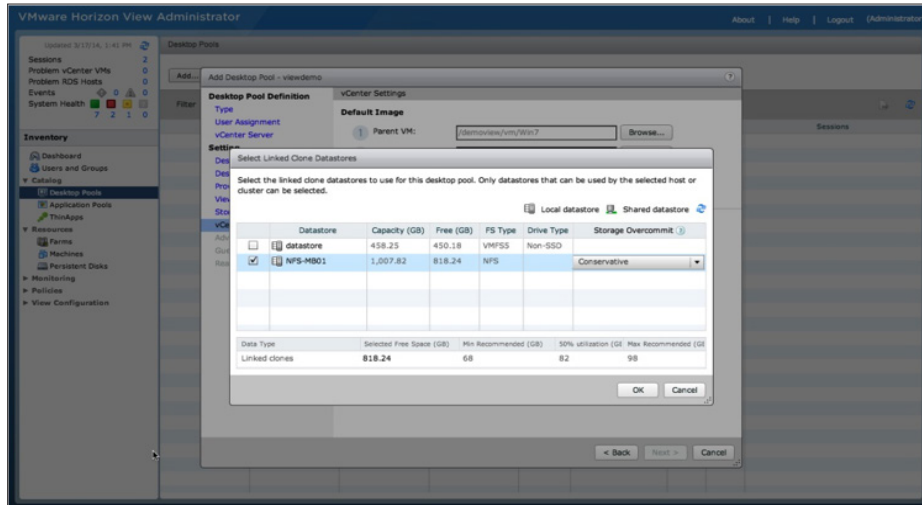 VMware Horizon View Administrator
About | Help | Logout (Administrator
Updated 3/17/14, 1:41 PM
Sessions 2
Problem vCenter VMs 0
Problem RDS Hosts 0
Events 0 0
System Health
7 2 1 0
Inventory
Dashboard
Users and Groups
Catalog
Desktop Pools
Application Pools
ThinApps
Resources
Farms
Machines
Persistent Disks
Monitoring
Policies
View Configuration
Desktop Pools
Add...
Filter
Sessions
Add Desktop Pool - viewdemo
Desktop Pool Definition
Type
User Assignment
vCenter Server
Setting
vCenter Settings
Default Image
1 Parent VM: /demoview/vm/Win7 Browse...
Select Linked Clone Datastores
Select the linked clone datastores to use for this desktop pool. Only datastores that can be used by the selected host or
cluster can be selected.
Local datastore Shared datastore
Datastore Capacity (GB) Free (GB) FS Type Drive Type Storage Overcommit
datastore 458.25 450.18 VMFS5 Non-SSD
NFS-MB01 1,007.82 818.24 NFS Conservative
Data Type Selected Free Space (GB) Min Recommended (GB) 50% utilization (GB Max Recommended (GB
Linked clones 818.24 68 82 98
OK Cancel
< Back Next > Cancel